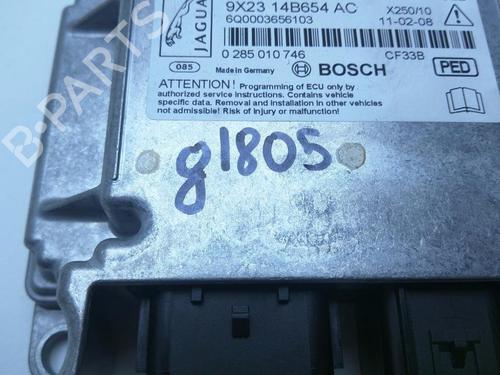 JAGUAR
9X23 14B654 AC X250/10
6Q0003656103 11-02-08
0 285 010 746 CF33B
085 Made in Germany BOSCH PED
ATTENTION! Programming of ECU only by
authorized service instructions. Contains vehicle
specific data. Removal and installation in other vehicles
not admissible! Risk of injury or malfunction!
g1805
B-PARTS